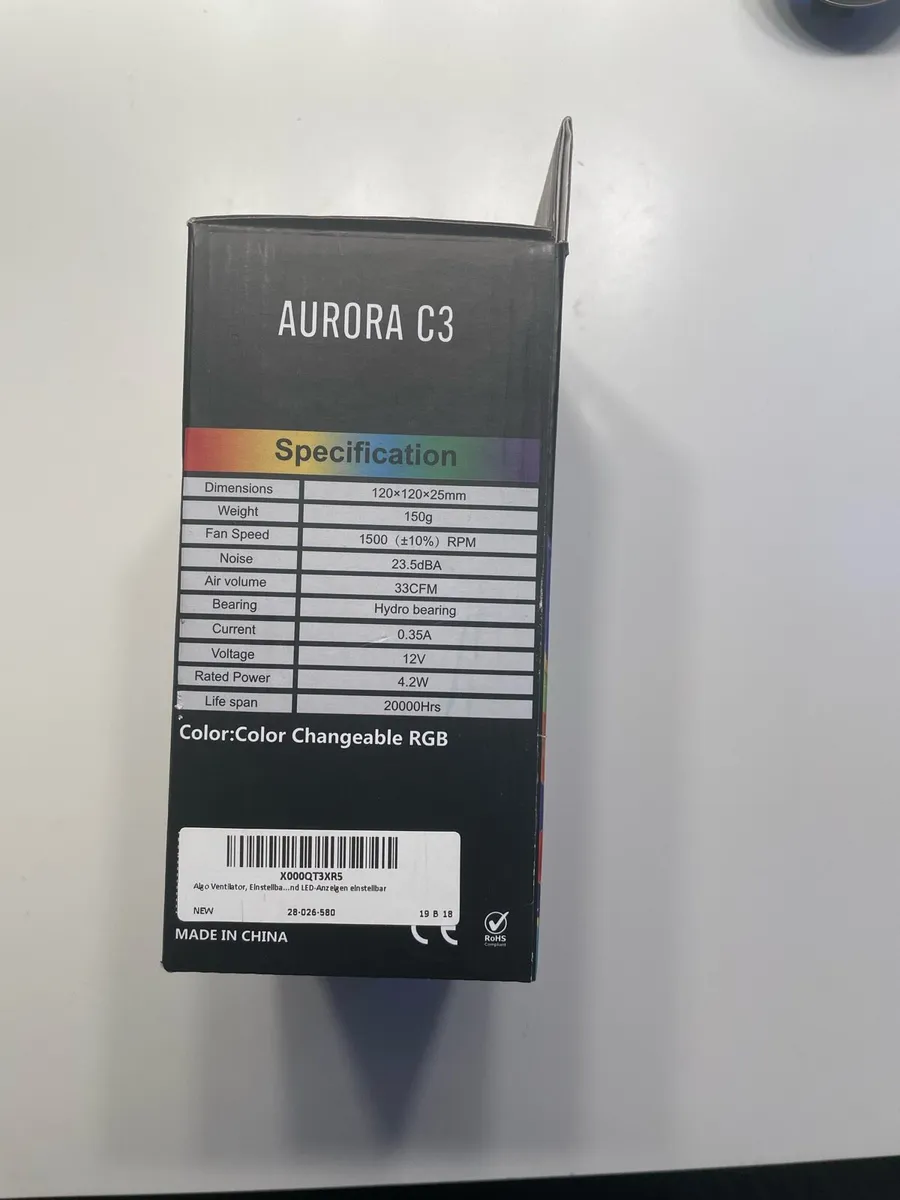 AURORA C3
Specification
Dimensions 120×120×25mm
Weight 150g
Fan Speed 1500（±10%）RPM
Noise 23.5dBA
Air volume 33CFM
Bearing Hydro bearing
Current 0.35A
Voltage 12V
Rated Power 4.2W
Life span 20000Hrs
Color:Color Changeable RGB
X000QT3XR5
Algo Ventilator, Einstellba...nd LED-Anzeigen einstellbar
NEW 28-026-580 19 B 18
MADE IN CHINA CE RoHS
Compliant